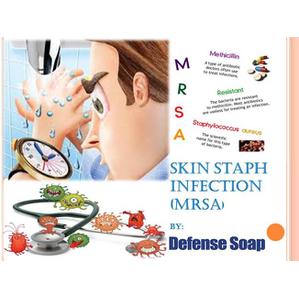 M
Methicillin
A type of antibiotic
doctors often use
to treat infections.
R
Resistant
The bacteria are resistant
to methicillin. Most antibiotics
are useless for treating an infection.
S
Staphylococcus aureus
A
The scientific
name for this type
of bacteria.
SKIN STAPH
INFECTION
(MRSA)
BY:
Defense Soap